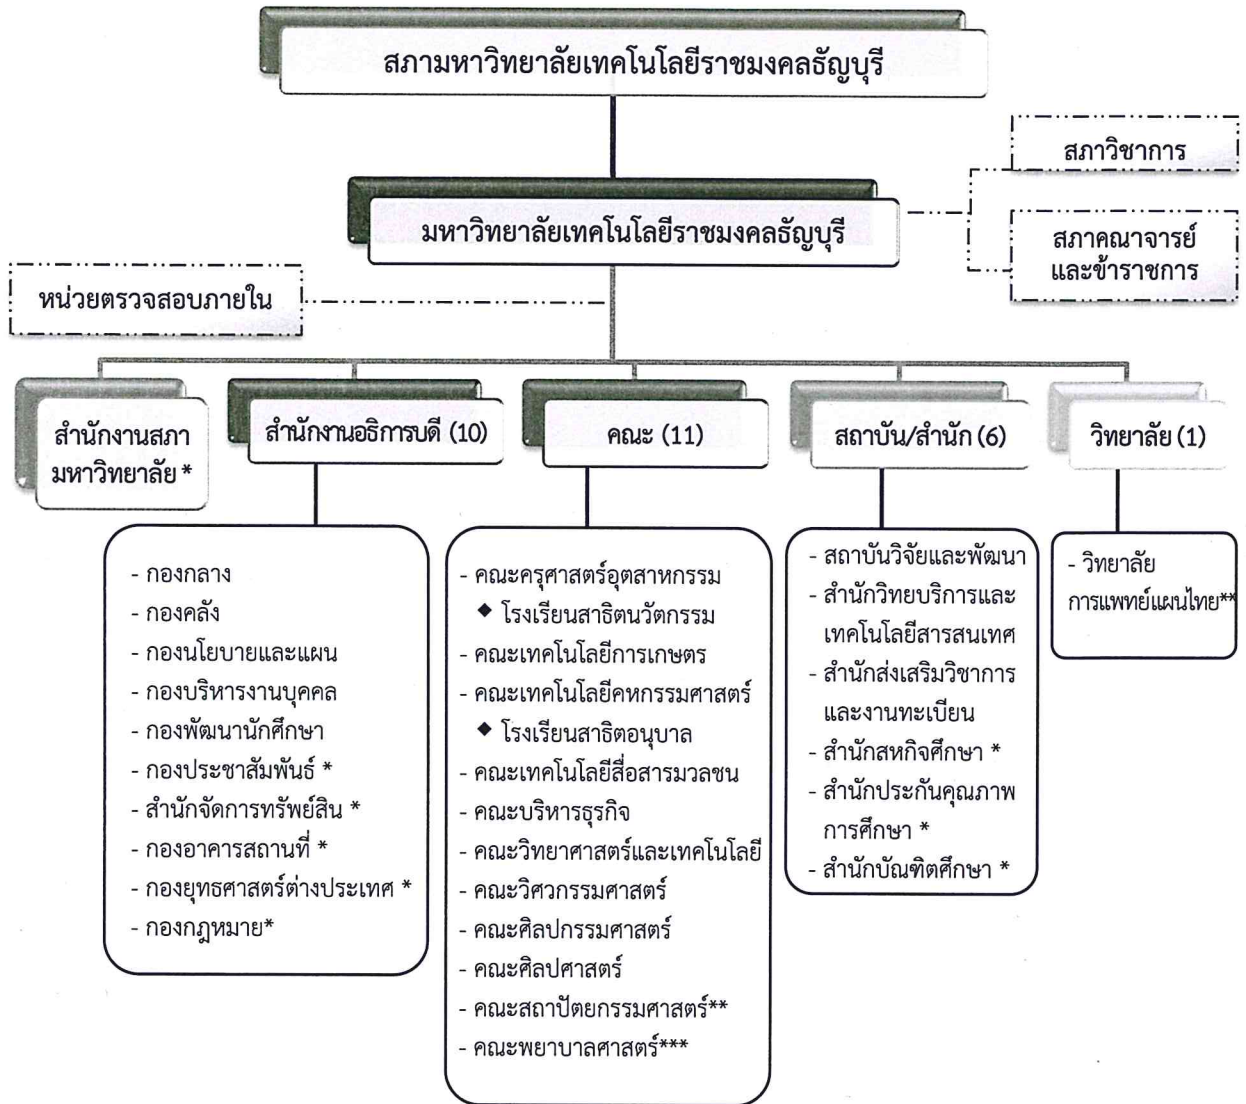 สภามหาวิทยาลัยเทคโนโลยีราชมงคลธัญบุรี
สภาวิชาการ
มหาวิทยาลัยเทคโนโลยีราชมงคลธัญบุรี
สภาคณาจารย์
และข้าราชการ
หน่วยตรวจสอบภายใน
สำนักงานสภา
มหาวิทยาลัย *
สำนักงานอธิการบดี (10)
คณะ (11)
สถาบัน/สำนัก (6)
วิทยาลัย (1)
- กองกลาง
- กองคลัง
- กองนโยบายและแผน
- กองบริหารงานบุคคล
- กองพัฒนานักศึกษา
- กองประชาสัมพันธ์ *
- สำนักจัดการทรัพย์สิน *
- กองอาคารสถานที่ *
- กองยุทธศาสตร์ต่างประเทศ *
- กองกฎหมาย*
- คณะครุศาสตร์อุตสาหกรรม
◆ โรงเรียนสาธิตนวัตกรรม
- คณะเทคโนโลยีการเกษตร
- คณะเทคโนโลยีคหกรรมศาสตร์
◆ โรงเรียนสาธิตอนุบาล
- คณะเทคโนโลยีสื่อสารมวลชน
- คณะบริหารธุรกิจ
- คณะวิทยาศาสตร์และเทคโนโลยี
- คณะวิศวกรรมศาสตร์
- คณะศิลปกรรมศาสตร์
- คณะศิลปศาสตร์
- คณะสถาปัตยกรรมศาสตร์**
- คณะพยาบาลศาสตร์***
- สถาบันวิจัยและพัฒนา
- สำนักวิทยบริการและ
เทคโนโลยีสารสนเทศ
- สำนักส่งเสริมวิชาการ
และงานทะเบียน
- สำนักสหกิจศึกษา *
- สำนักประกันคุณภาพ
การศึกษา *
- สำนักบัณฑิตศึกษา *
- วิทยาลัย
การแพทย์แผนไทย**